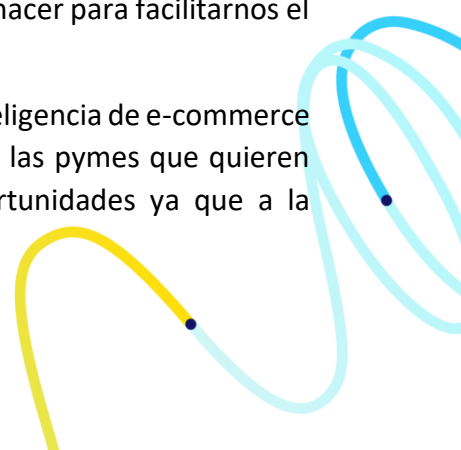 hacer para facilitarnos el
eligencia de e-commerce
las pymes que quieren
rtunidades ya que a la